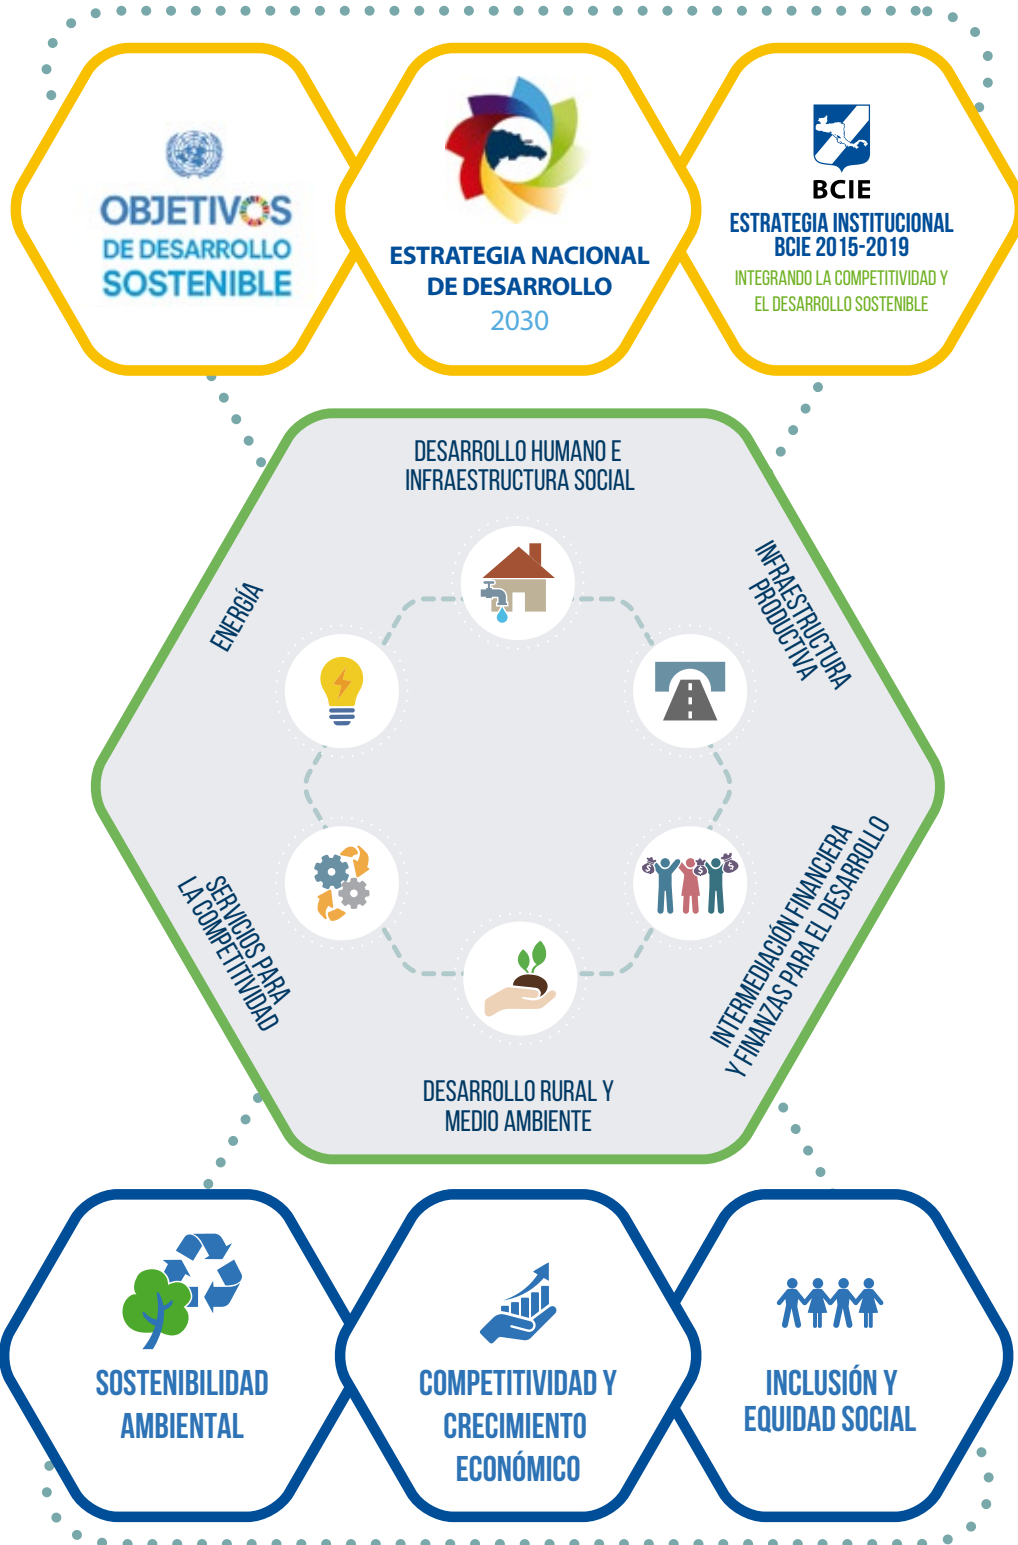 OBJETIVOS
DE DESARROLLO
SOSTENIBLE
ESTRATEGIA NACIONAL
DE DESARROLLO
2030
BCIE
ESTRATEGIA INSTITUCIONAL
BCIE 2015-2019
INTEGRANDO LA COMPETITIVIDAD Y
EL DESARROLLO SOSTENIBLE
DESARROLLO HUMANO E
INFRAESTRUCTURA SOCIAL
ENERGÍA
INFRAESTRUCTURA
PRODUCTIVA
SERVICIOS PARA
LA COMPETITIVIDAD
INTERMEDIACIÓN FINANCIERA
Y FINANZAS PARA EL DESARROLLO
DESARROLLO RURAL Y
MEDIO AMBIENTE
SOSTENIBILIDAD
AMBIENTAL
COMPETITIVIDAD Y
CRECIMIENTO
ECONÓMICO
INCLUSIÓN Y
EQUIDAD SOCIAL